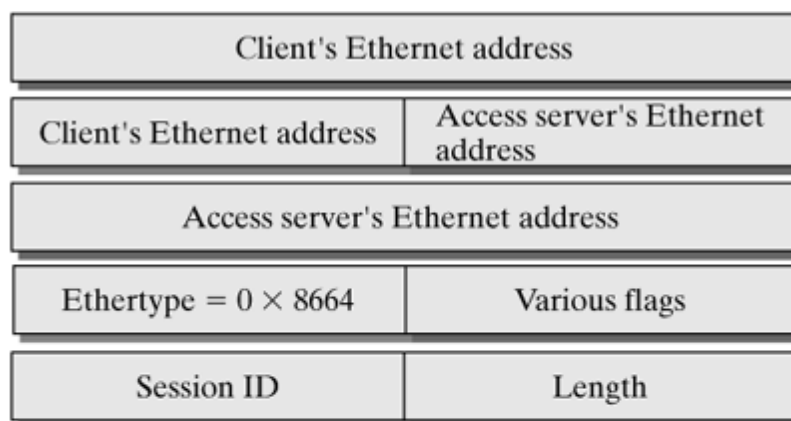 Client's Ethernet address
Client's Ethernet address
Access server's Ethernet
address
Access server's Ethernet address
Ethertype = 0 × 8664
Various flags
Session ID
Length